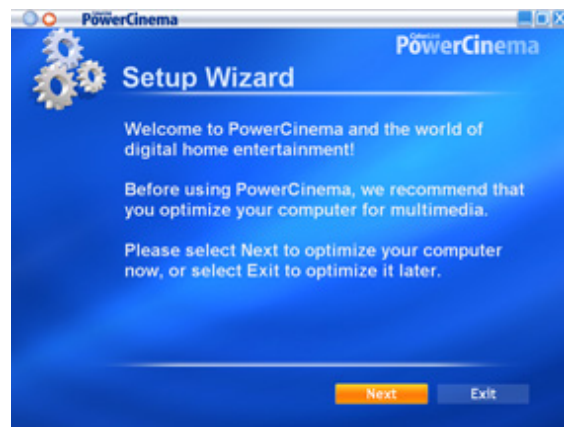 PowerCinema
CyberLink
PowerCinema
Setup Wizard
Welcome to PowerCinema and the world of
digital home entertainment!
Before using PowerCinema, we recommend that
you optimize your computer for multimedia.
Please select Next to optimize your computer
now, or select Exit to optimize it later.
Next Exit